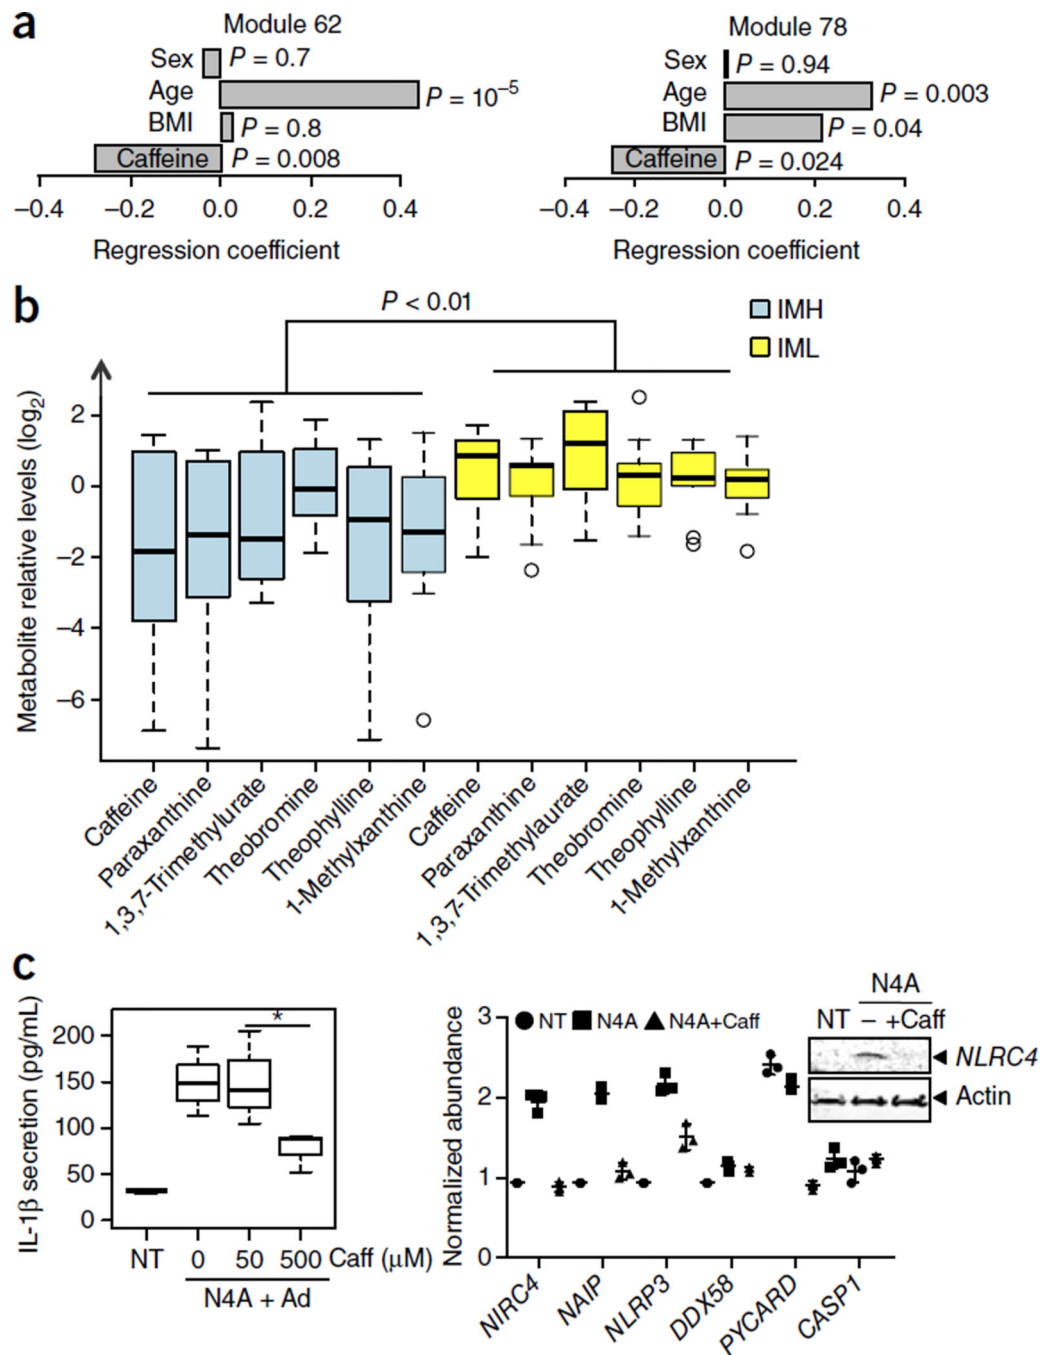 a
Module 62
Sex
P = 0.7
Age
P = 10⁻⁵
BMI
P = 0.8
Caffeine
P = 0.008
−0.4 −0.2 0.0 0.2 0.4
Regression coefficient
Module 78
Sex
P = 0.94
Age
P = 0.003
BMI
P = 0.04
Caffeine
P = 0.024
−0.4 −0.2 0.0 0.2 0.4
Regression coefficient
b
P < 0.01
IMH
IML
Metabolite relative levels (log₂)
2
0
−2
−4
−6
Caffeine
Paraxanthine
1,3,7-Trimethylurate
Theobromine
Theophylline
1-Methylxanthine
Caffeine
Paraxanthine
1,3,7-Trimethylaurate
Theobromine
Theophylline
1-Methylxanthine
c
IL-1β secretion (pg/mL)
200
150
100
50
0
*
NT 0 50 500 Caff (μM)
N4A + Ad
Normalized abundance
3
2
1
0
NT N4A N4A+Caff
N4A
NT − +Caff
NLRC4
Actin
NIRC4
NAIP
NLRP3
DDX58
PYCARD
CASP1